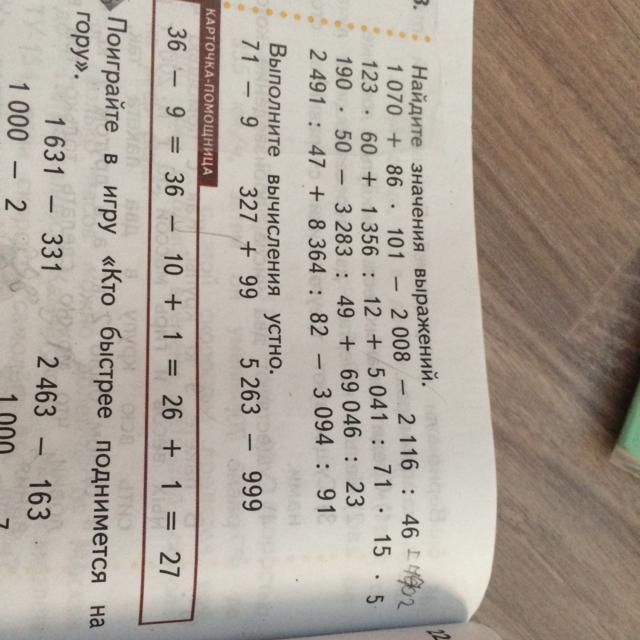 3.
Найдите значения выражений.
1 070 + 86 · 101 − 2 008 − 2 116 : 46
123 · 60 + 1 356 : 12 + 5 041 : 71 · 15 · 5
190 · 50 − 3 283 : 49 + 69 046 : 23
2 491 : 47 + 8 364 : 82 − 3 094 : 91
Выполните вычисления устно.
71 − 9 327 + 99 5 263 − 999
КАРТОЧКА-ПОМОЩНИЦА
36 − 9 = 36 − 10 + 1 = 26 + 1 = 27
Поиграйте в игру «Кто быстрее поднимется на
гору».
1 631 − 331 2 463 − 163
1 000 − 2 1 000